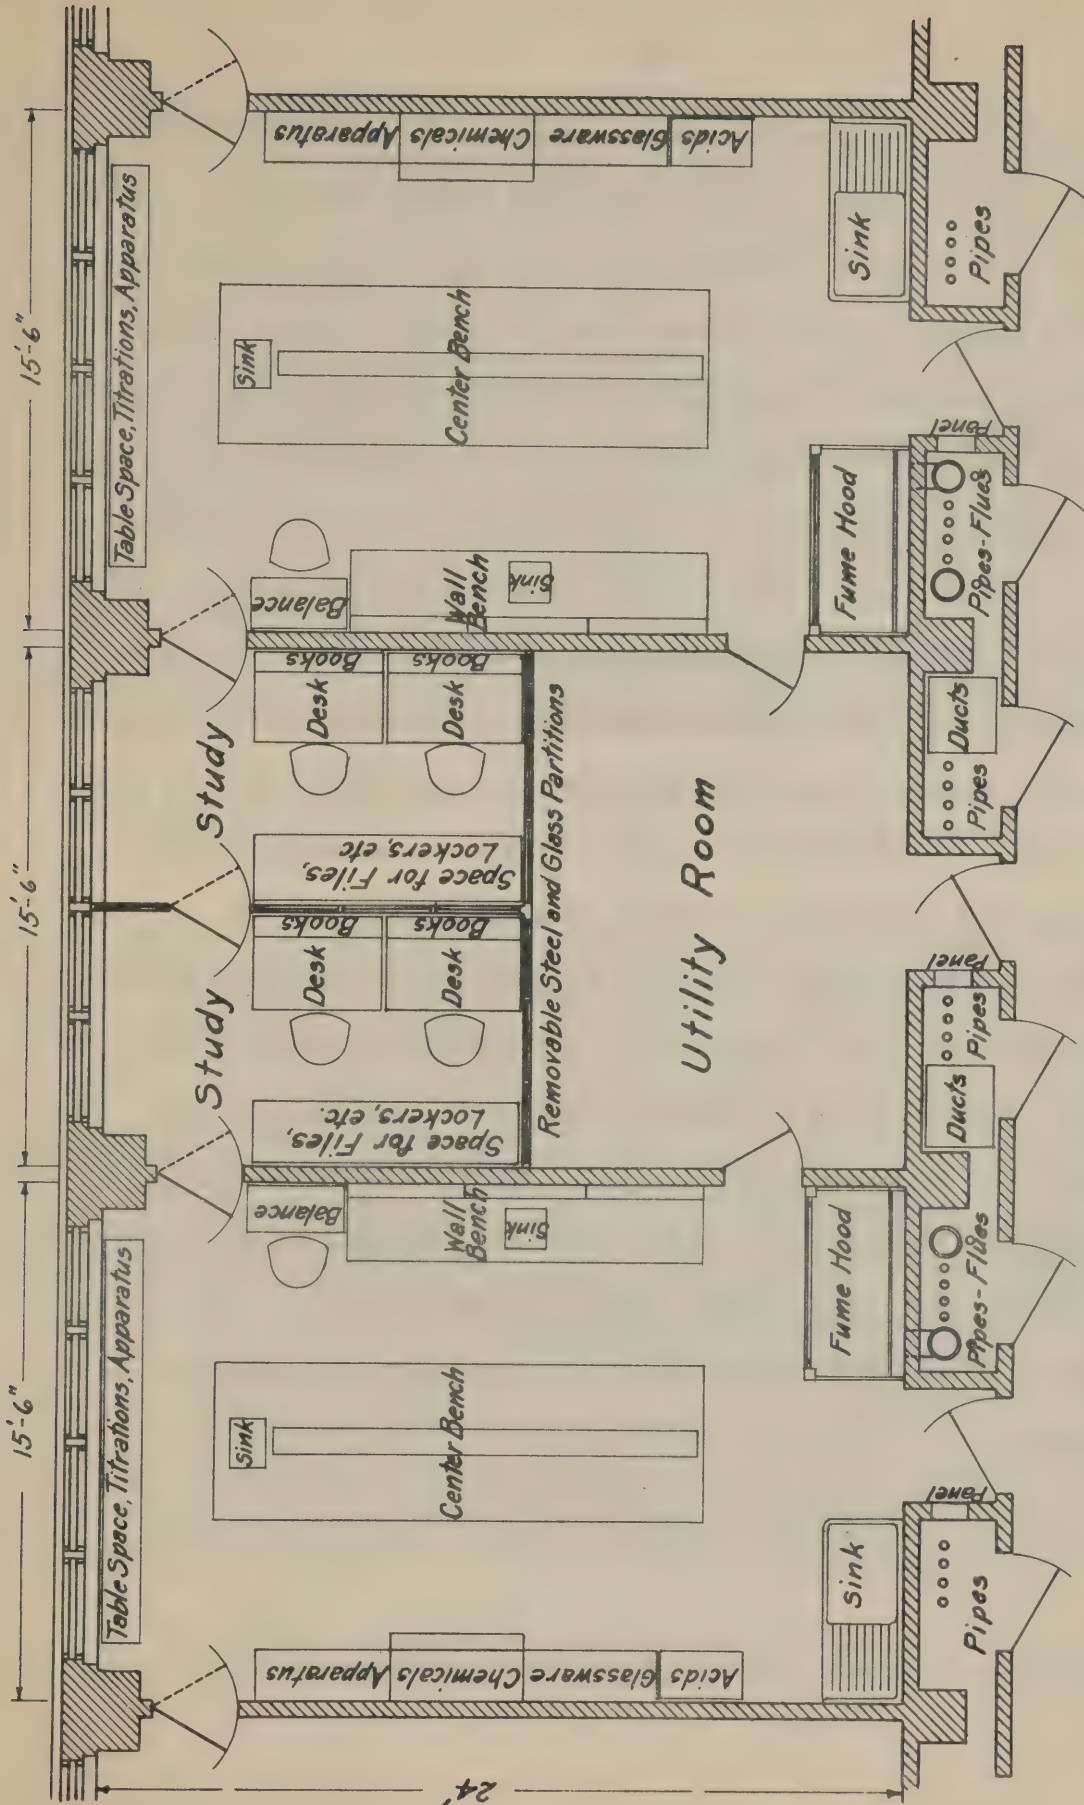 15'-6"
15'-6"
15'-6"
24'
Table Space, Titrations, Apparatus
Table Space, Titrations, Apparatus
Apparatus
Chemicals
Glassware
Acids
Sink
Center Bench
Sink
Balance
Wall
Bench
Sink
Fume Hood
Study
Space for Files,
Lockers, etc.
Desk
Books
Desk
Books
Study
Space for Files,
Lockers, etc
Desk
Books
Desk
Books
Removable Steel and Glass Partitions
Utility Room
Balance
Wall
Bench
Sink
Fume Hood
Sink
Center Bench
Apparatus
Chemicals
Glassware
Acids
Sink
Pipes
Panel
Pipes-Flues
Ducts
Pipes
Panel
Pipes
Ducts
Pipes-Flues
Panel
Pipes